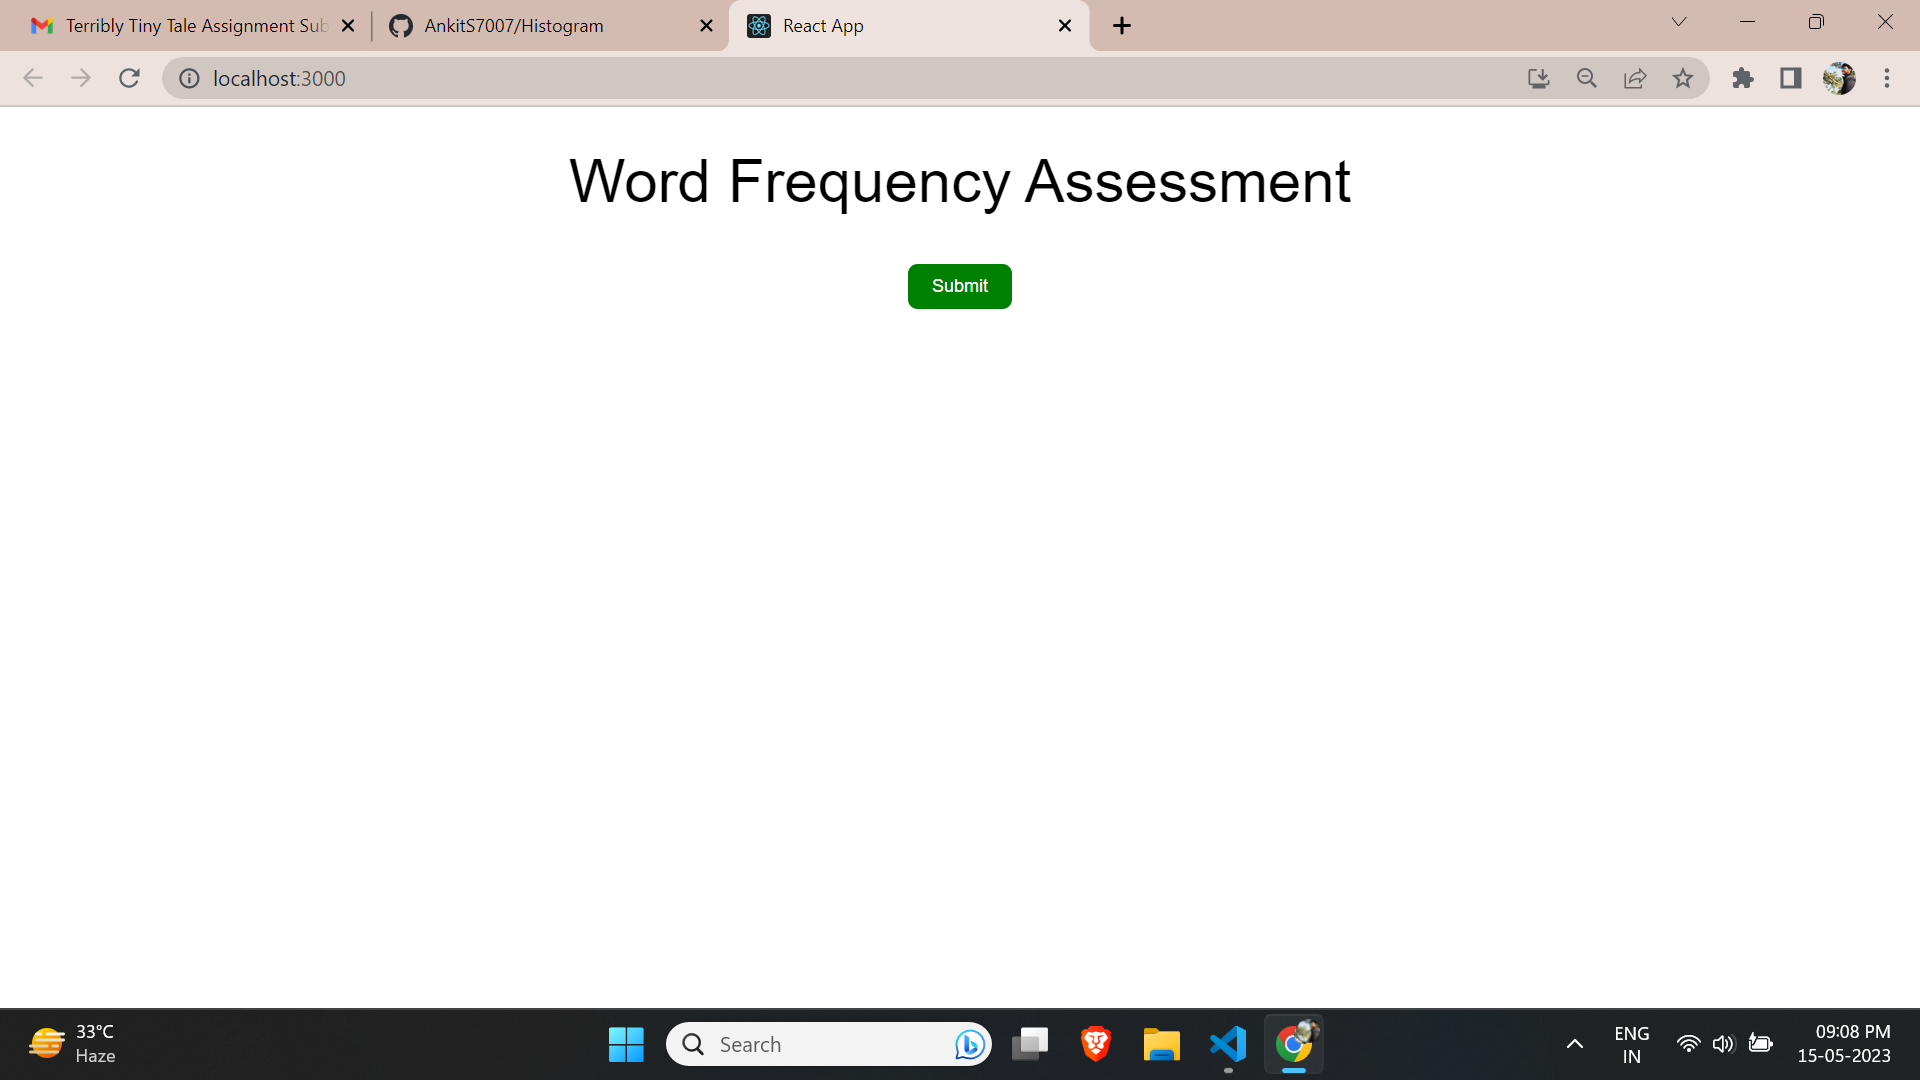 Terribly Tiny Tale Assignment Sub
AnkitS7007/Histogram
React App
localhost:3000
Word Frequency Assessment
Submit
33°C
Haze
Search
ENG
IN
09:08 PM
15-05-2023